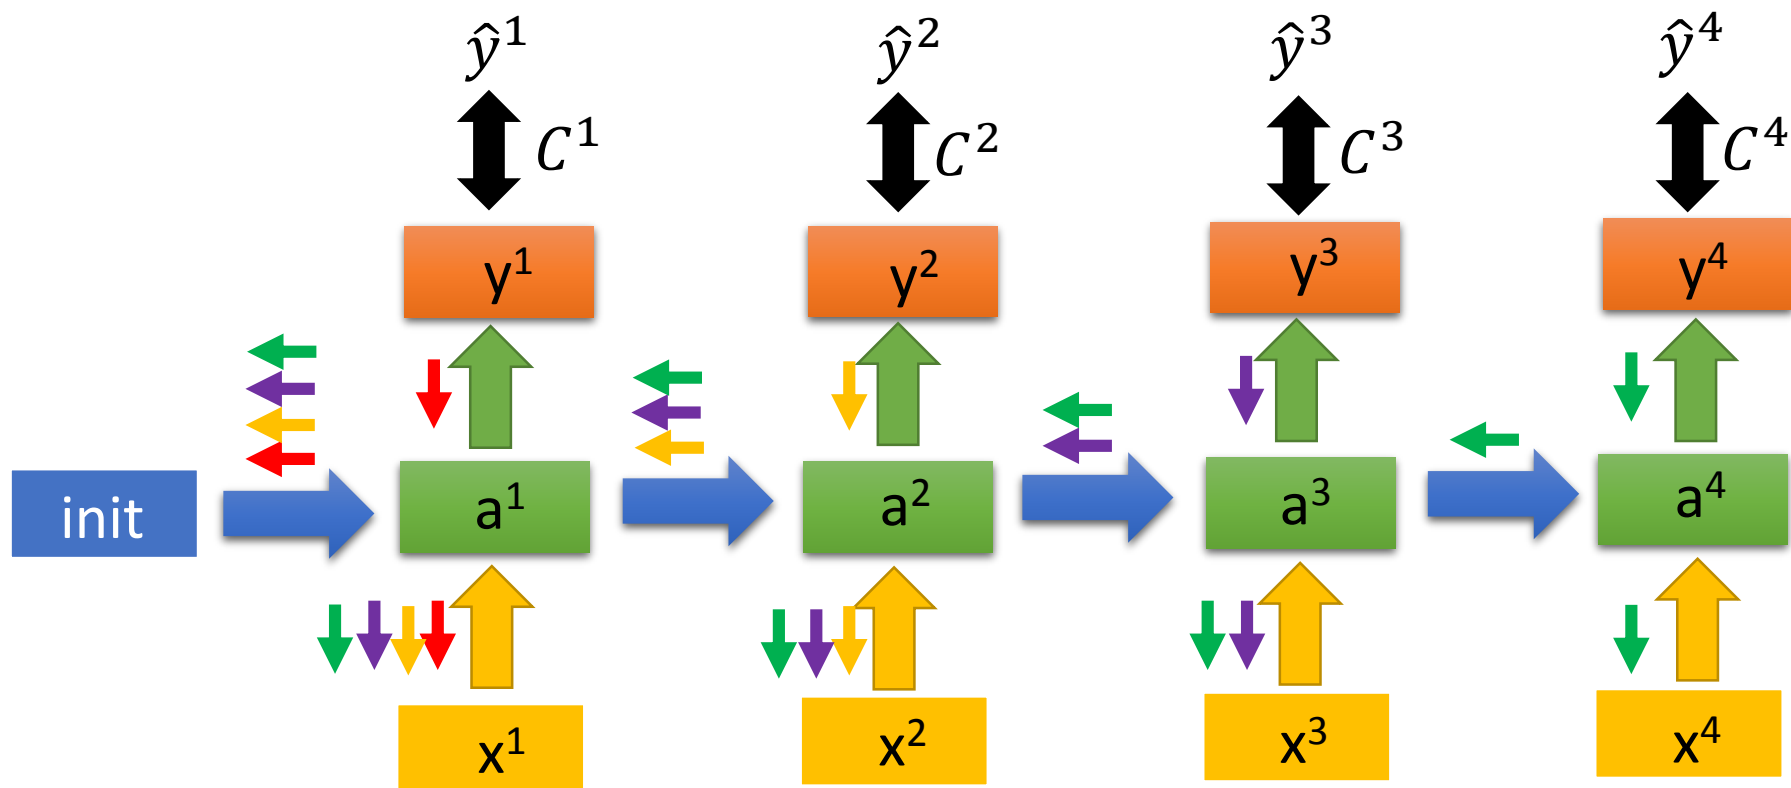 ŷ¹ ŷ² ŷ³ ŷ⁴
C¹ C² C³ C⁴
y¹ y² y³ y⁴
init a¹ a² a³ a⁴
x¹ x² x³ x⁴